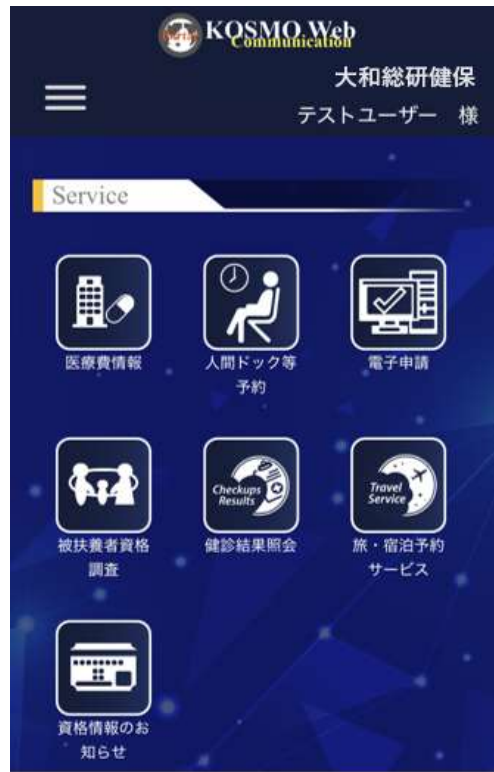 Portal KOSMO Web
Communication
大和総研健保
テストユーザー 様
Service
医療費情報
人間ドック等
予約
電子申請
Checkups
Results
Travel
Service
被扶養者資格
調査
健診結果照会
旅・宿泊予約
サービス
資格情報のお
知らせ